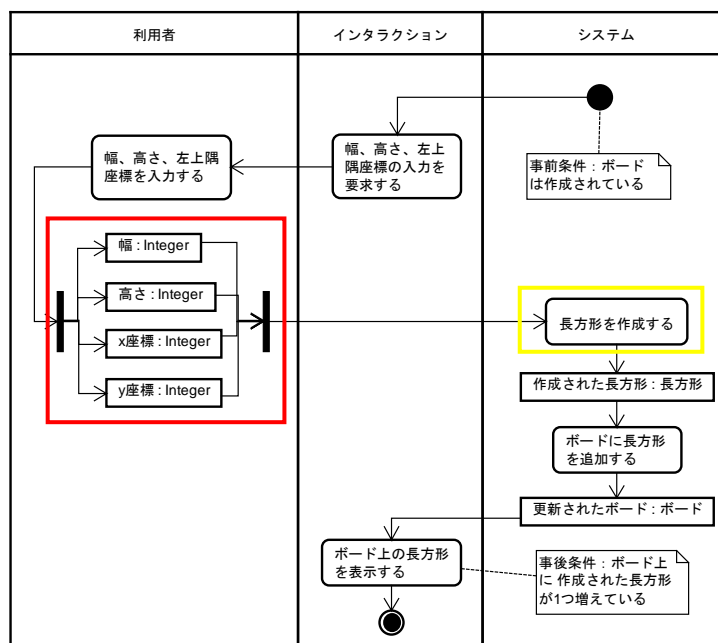 利用者
インタラクション
システム
幅、高さ、左上隅
座標を入力する
幅、高さ、左上
隅座標の入力を
要求する
事前条件：ボード
は作成されている
幅 : Integer
高さ : Integer
x座標 : Integer
y座標 : Integer
長方形を作成する
作成された長方形 : 長方形
ボードに長方形
を追加する
更新されたボード : ボード
ボード上の長方形
を表示する
事後条件：ボード上
に 作成された長方形
が1つ増えている